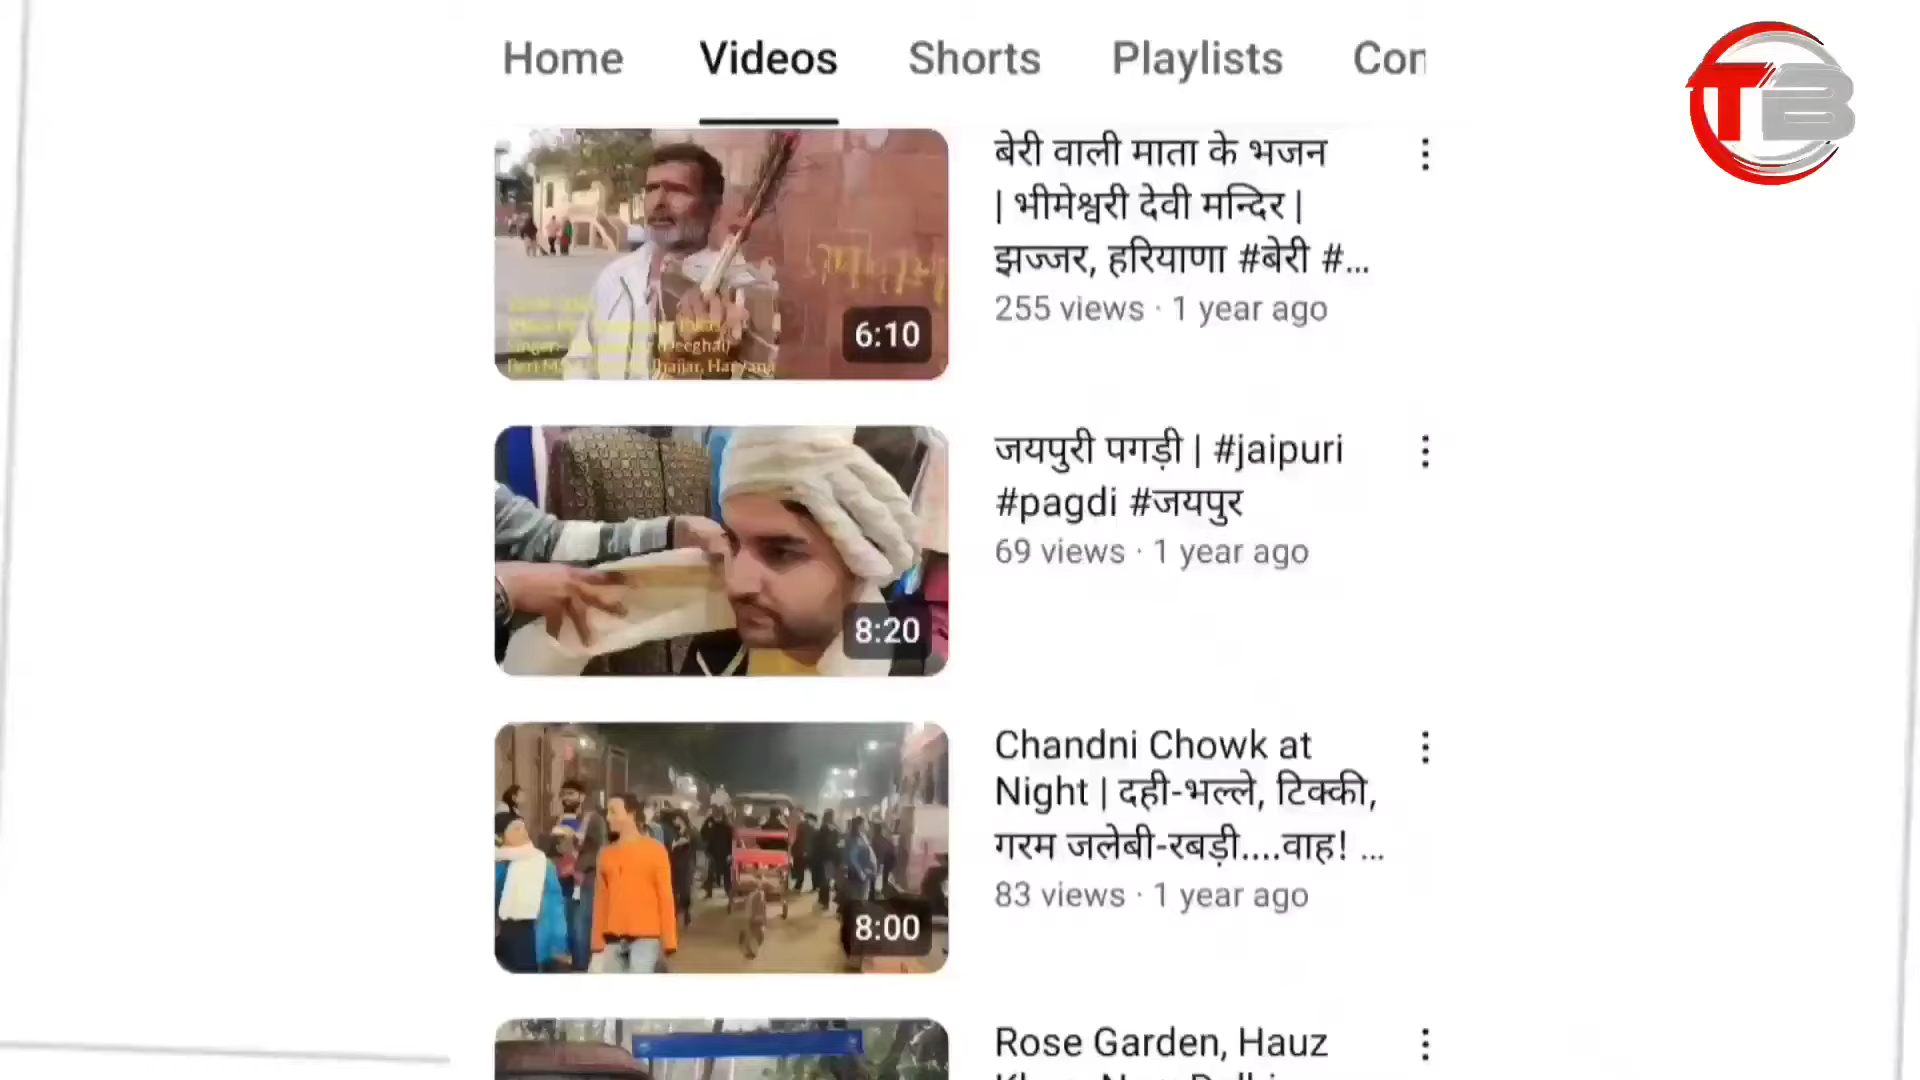 Home Videos Shorts Playlists
TB
बेरी वाली माता के भजन
| भीमेश्वरी देवी मन्दिर |
झज्जर, हरियाणा #बेरी #...
255 views · 1 year ago
6:10
जयपुरी पगड़ी | #jaipuri
#pagdi #जयपुर
69 views · 1 year ago
8:20
Chandni Chowk at
Night | दही-भल्ले, टिक्की,
गरम जलेबी-रबड़ी....वाह! ...
83 views · 1 year ago
8:00
Rose Garden, Hauz